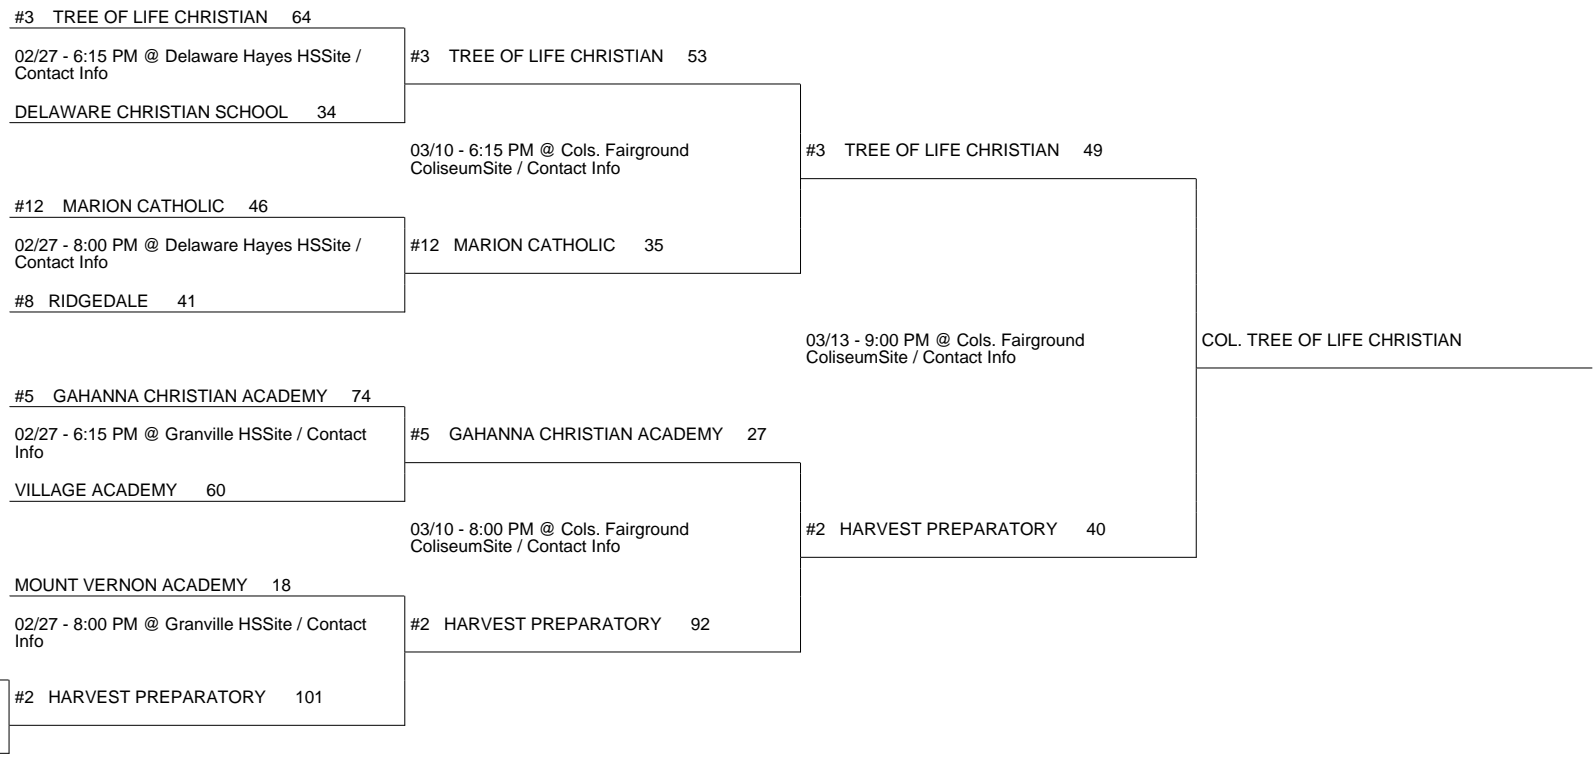 #3 TREE OF LIFE CHRISTIAN 64
02/27 - 6:15 PM @ Delaware Hayes HSSite /
Contact Info
DELAWARE CHRISTIAN SCHOOL 34
#12 MARION CATHOLIC 46
02/27 - 8:00 PM @ Delaware Hayes HSSite /
Contact Info
#8 RIDGEDALE 41
#5 GAHANNA CHRISTIAN ACADEMY 74
02/27 - 6:15 PM @ Granville HSSite / Contact
Info
VILLAGE ACADEMY 60
MOUNT VERNON ACADEMY 18
02/27 - 8:00 PM @ Granville HSSite / Contact
Info
#2 HARVEST PREPARATORY 101
#3 TREE OF LIFE CHRISTIAN 53
03/10 - 6:15 PM @ Cols. Fairground
ColiseumSite / Contact Info
#12 MARION CATHOLIC 35
#5 GAHANNA CHRISTIAN ACADEMY 27
03/10 - 8:00 PM @ Cols. Fairground
ColiseumSite / Contact Info
#2 HARVEST PREPARATORY 92
#3 TREE OF LIFE CHRISTIAN 49
03/13 - 9:00 PM @ Cols. Fairground
ColiseumSite / Contact Info
#2 HARVEST PREPARATORY 40
COL. TREE OF LIFE CHRISTIAN